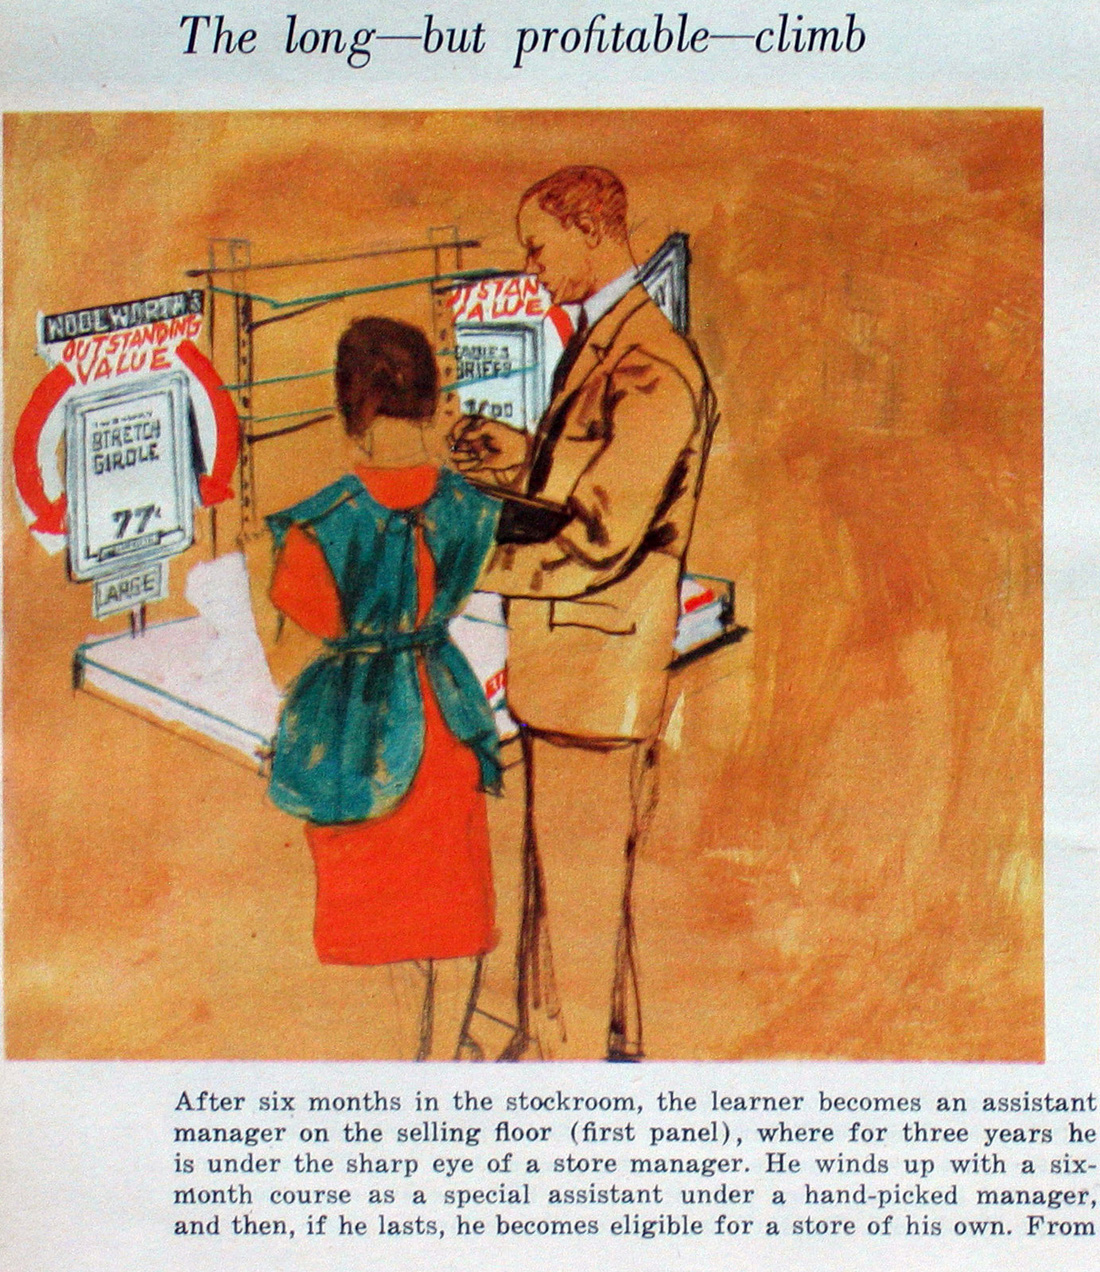 The long—but profitable—climb
WOOLWORTH'S
OUTSTANDING
VALUE
STRETCH
GIRDLE
77¢
LARGE
OUTSTAN
VALUE
BRIEFS
After six months in the stockroom, the learner becomes an assistant
manager on the selling floor (first panel), where for three years he
is under the sharp eye of a store manager. He winds up with a six-
month course as a special assistant under a hand-picked manager,
and then, if he lasts, he becomes eligible for a store of his own. From